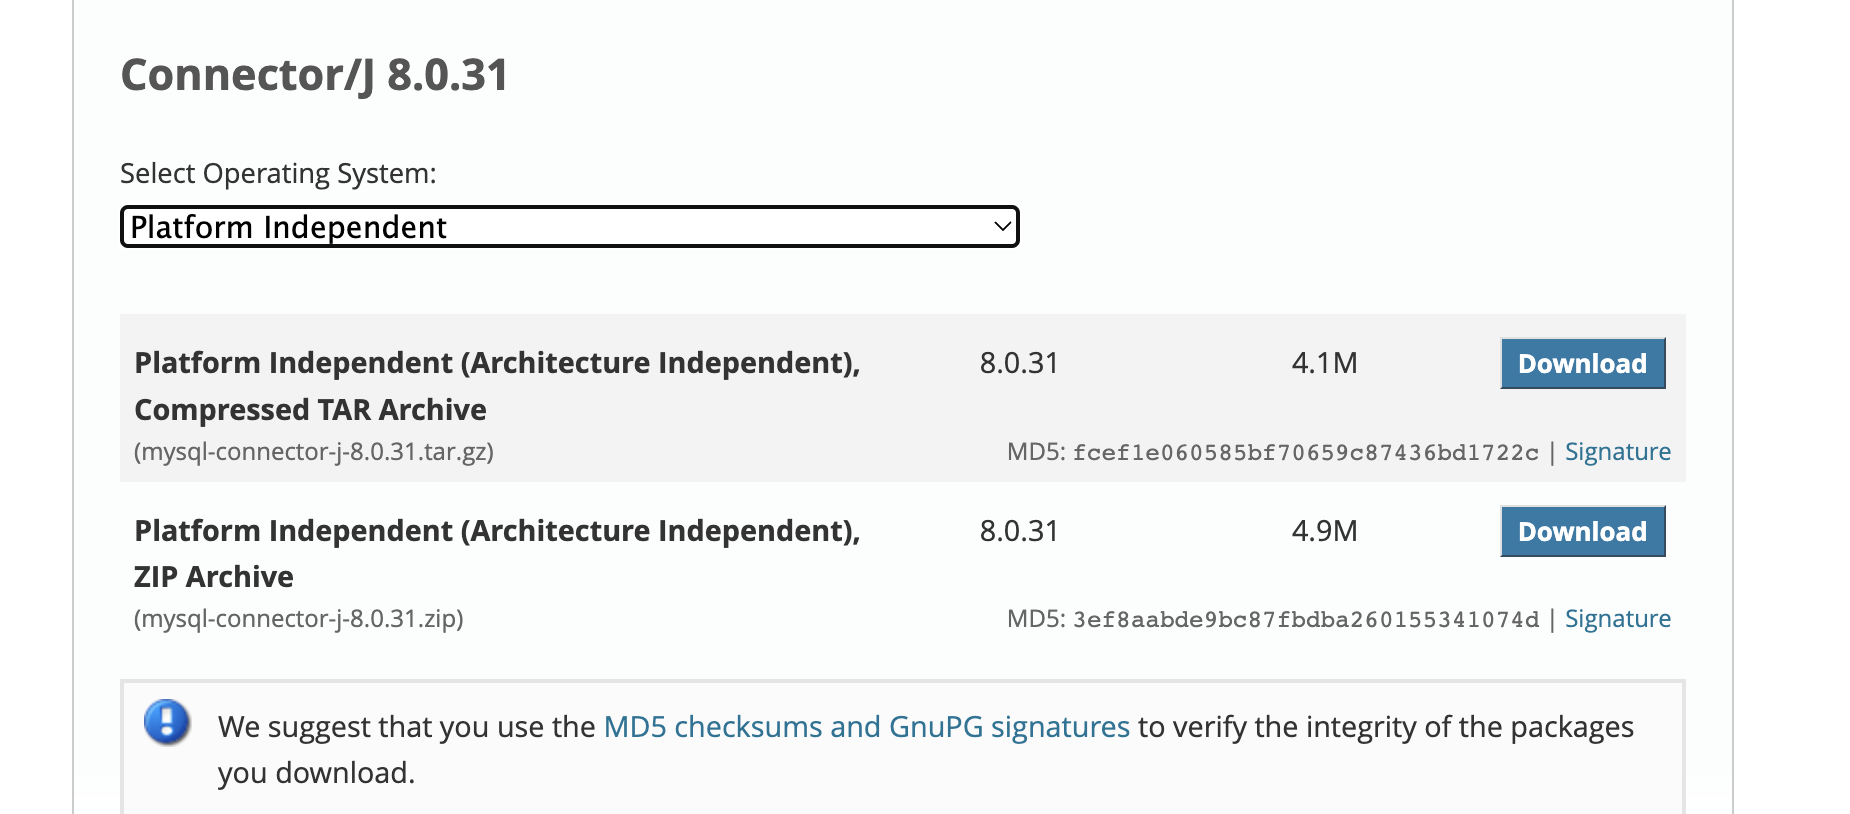 Connector/J 8.0.31
Select Operating System:
Platform Independent
Platform Independent (Architecture Independent), 8.0.31 4.1M Download
Compressed TAR Archive
(mysql-connector-j-8.0.31.tar.gz) MD5: fcef1e060585bf70659c87436bd1722c | Signature
Platform Independent (Architecture Independent), 8.0.31 4.9M Download
ZIP Archive
(mysql-connector-j-8.0.31.zip) MD5: 3ef8aabde9bc87fbdba260155341074d | Signature
We suggest that you use the MD5 checksums and GnuPG signatures to verify the integrity of the packages
you download.